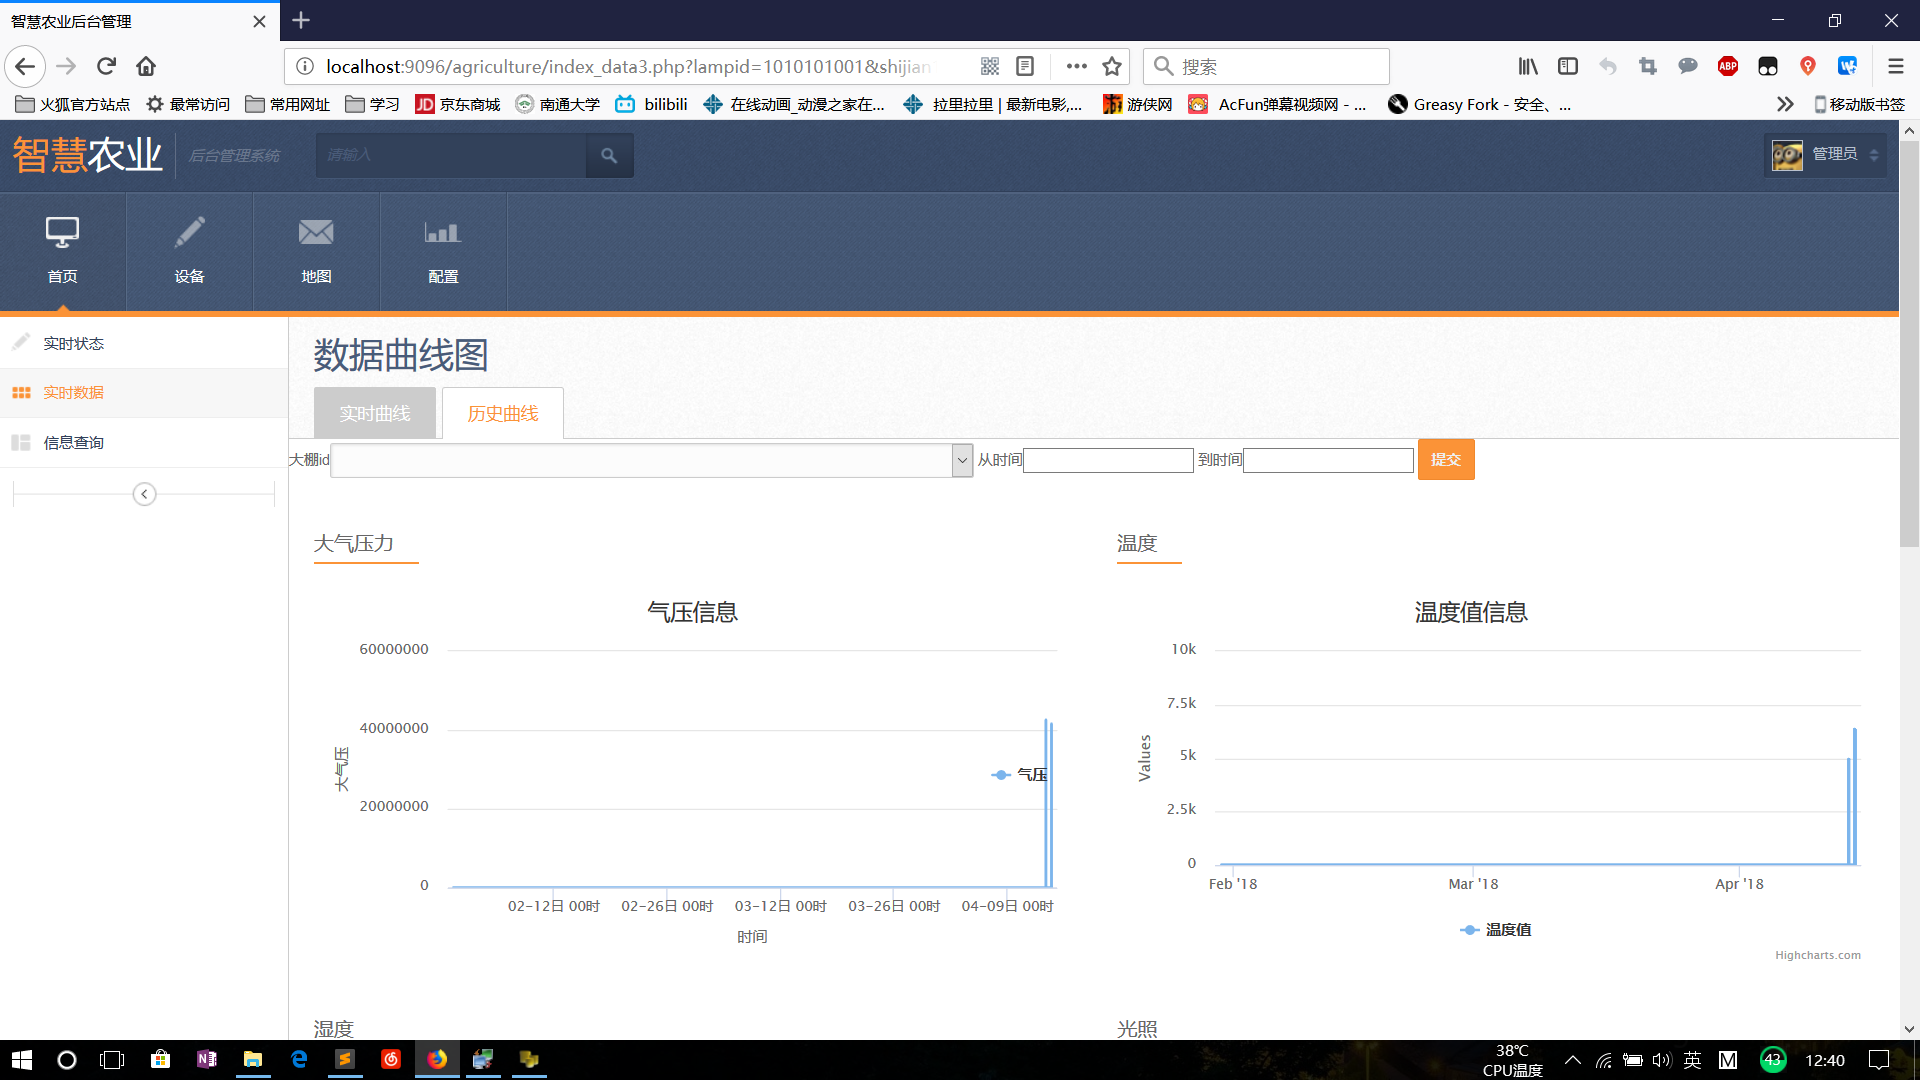 智慧农业后台管理
localhost:9096/agriculture/index_data3.php?lampid=1010101001&shijian
搜索
火狐官方站点 最常访问 常用网址 学习 JD 京东商城 南通大学 bilibili 在线动画_动漫之家在... 拉里拉里 | 最新电影,... 游侠网 AcFun弹幕视频网 - ... Greasy Fork - 安全、... 移动版书签
ABP
智慧农业 后台管理系统 请输入 管理员
首页 设备 地图 配置
实时状态
实时数据
信息查询
数据曲线图
实时曲线 历史曲线
大棚id 从时间 到时间 提交
大气压力
气压信息
60000000
40000000
20000000
0
大气压
气压
02-12日 00时 02-26日 00时 03-12日 00时 03-26日 00时 04-09日 00时
时间
温度
温度值信息
10k
7.5k
5k
2.5k
0
Values
Feb '18 Mar '18 Apr '18
温度值
Highcharts.com
湿度
光照
38℃
CPU温度
英 M 43 12:40